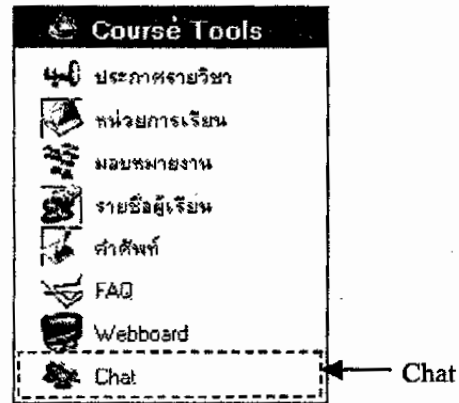 Course Tools
ประกาศรายวิชา
หน่วยการเรียน
มอบหมายงาน
รายชื่อผู้เรียน
คำศัพท์
FAQ
Webboard
Chat
Chat